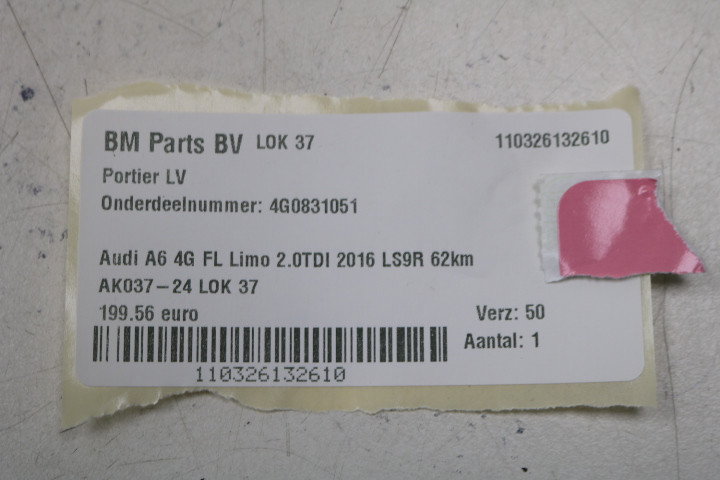 BM Parts BV LOK 37 110326132610
Portier LV
Onderdeelnummer: 4G0831051
Audi A6 4G FL Limo 2.0TDI 2016 LS9R 62km
AK037-24 LOK 37
199.56 euro Verz: 50
Aantal: 1
110326132610